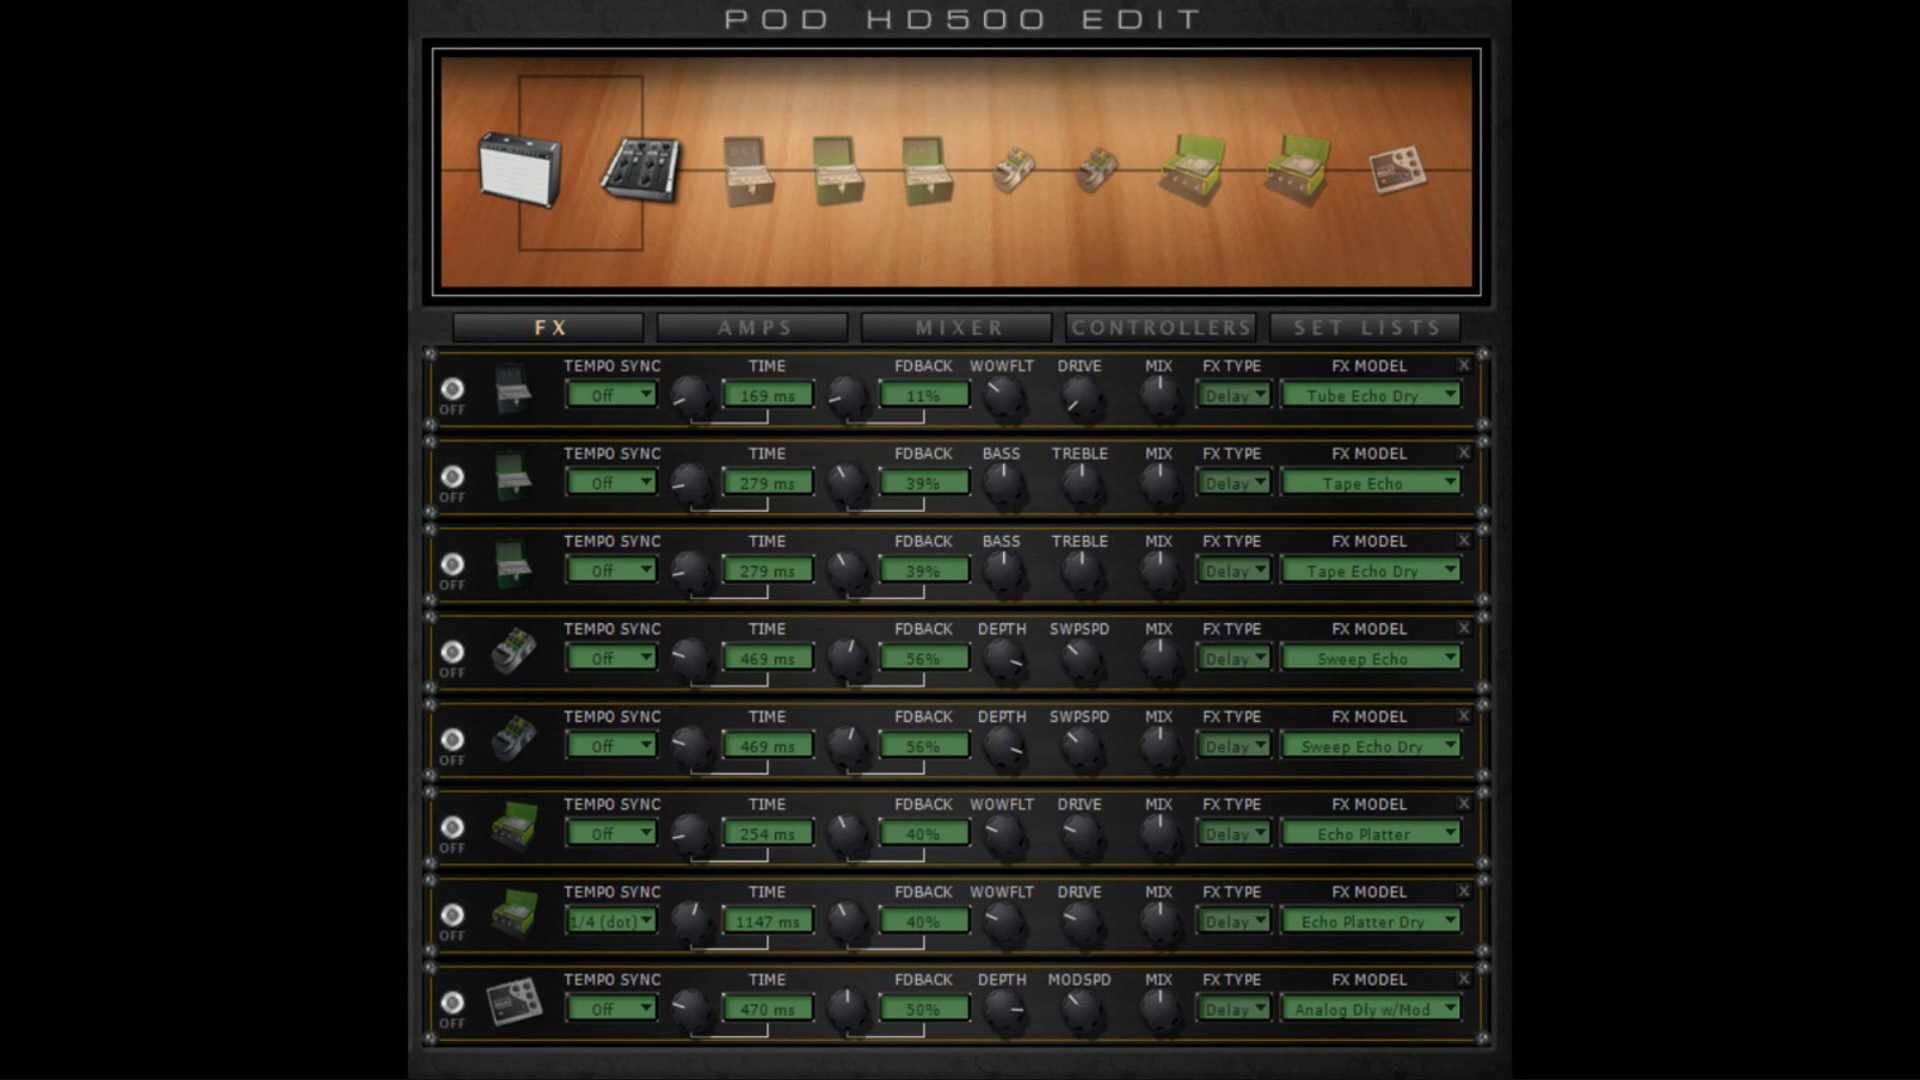 POD HD500 EDIT
FX AMPS MIXER CONTROLLERS SET LISTS
TEMPO SYNC TIME FDBACK WOWFLT DRIVE MIX FX TYPE FX MODEL X
OFF Off 169 ms 11% Delay Tube Echo Dry
TEMPO SYNC TIME FDBACK BASS TREBLE MIX FX TYPE FX MODEL X
OFF Off 279 ms 39% Delay Tape Echo
TEMPO SYNC TIME FDBACK BASS TREBLE MIX FX TYPE FX MODEL X
OFF Off 279 ms 39% Delay Tape Echo Dry
TEMPO SYNC TIME FDBACK DEPTH SWPSPD MIX FX TYPE FX MODEL X
OFF Off 469 ms 56% Delay Sweep Echo
TEMPO SYNC TIME FDBACK DEPTH SWPSPD MIX FX TYPE FX MODEL X
OFF Off 469 ms 56% Delay Sweep Echo Dry
TEMPO SYNC TIME FDBACK WOWFLT DRIVE MIX FX TYPE FX MODEL X
OFF Off 254 ms 40% Delay Echo Platter
TEMPO SYNC TIME FDBACK WOWFLT DRIVE MIX FX TYPE FX MODEL X
OFF 1/4 (dot) 1147 ms 40% Delay Echo Platter Dry
TEMPO SYNC TIME FDBACK DEPTH MODSPD MIX FX TYPE FX MODEL X
OFF Off 470 ms 50% Delay Analog Dly w/Mod